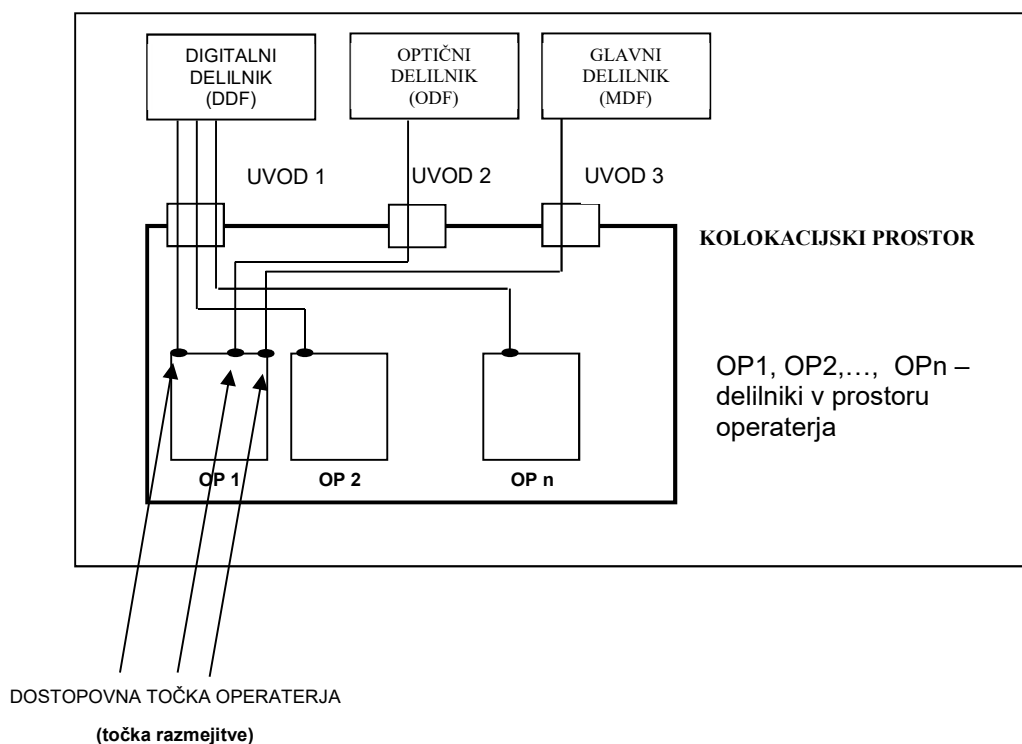 DIGITALNI
DELILNIK
(DDF)
OPTIČNI
DELILNIK
(ODF)
GLAVNI
DELILNIK
(MDF)
UVOD 1
UVOD 2
UVOD 3
KOLOKACIJSKI PROSTOR
OP1, OP2,…, OPn –
delilniki v prostoru
operaterja
OP 1
OP 2
OP n
DOSTOPOVNA TOČKA OPERATERJA
(točka razmejitve)